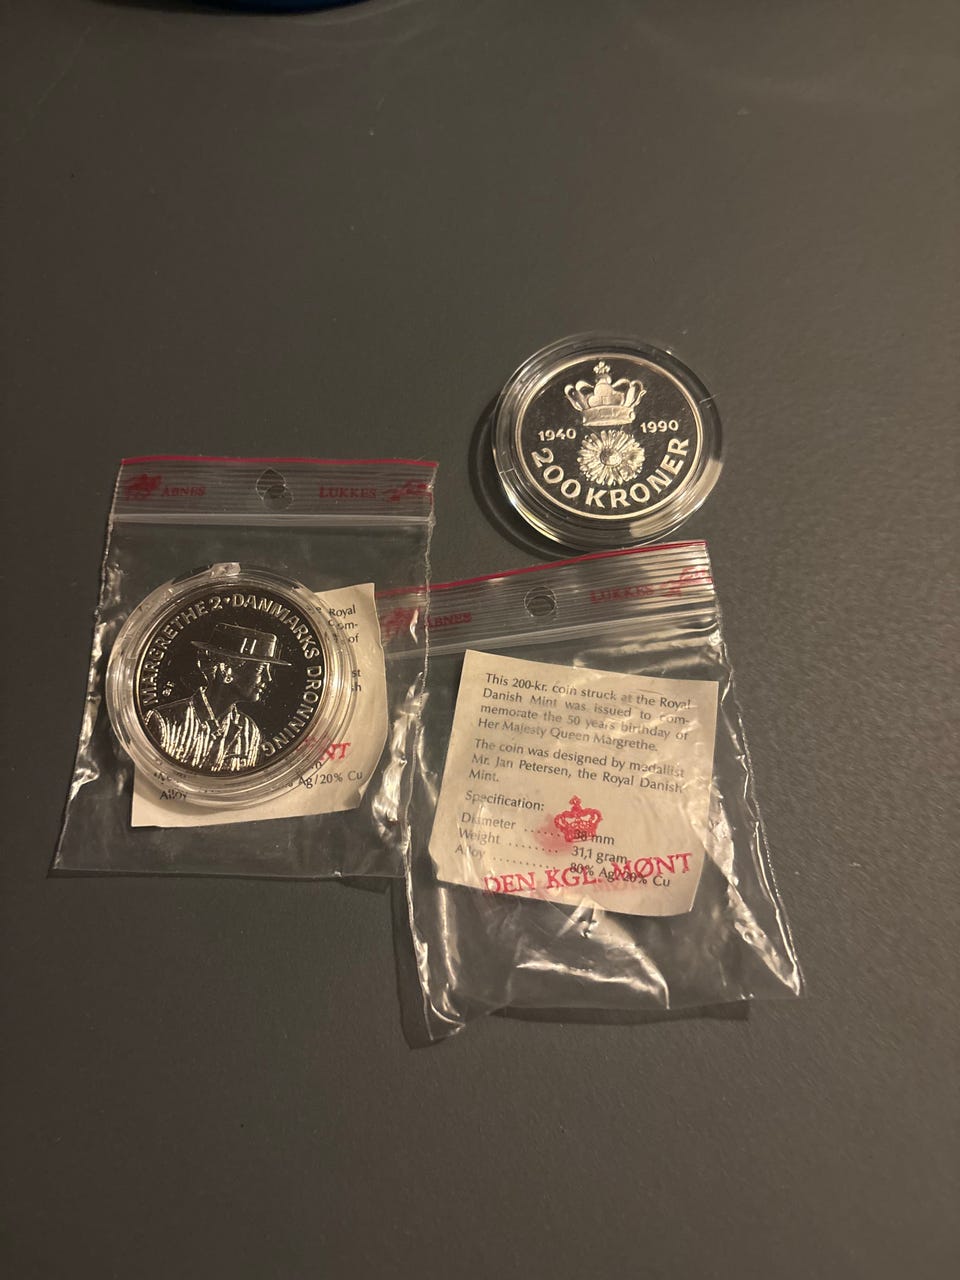 1940 1990
200 KRONER
ÅBNES LUKKES
MARGRETHE 2·DANMARKS DRONNING
Royal
com-
of
Alloy
Ag/20% Cu
ÅBNES LUKKES
This 200-kr. coin struck at the Royal
Danish Mint was issued to com-
memorate the 50 years birthday of
Her Majesty Queen Margrethe.
The coin was designed by medallist
Mr. Jan Petersen, the Royal Danish
Mint.
Specification:
Diameter ...... 38 mm
Weight ........ 31,1 gram
Alloy ........... 80% Ag/20% Cu
DEN KGL. MØNT